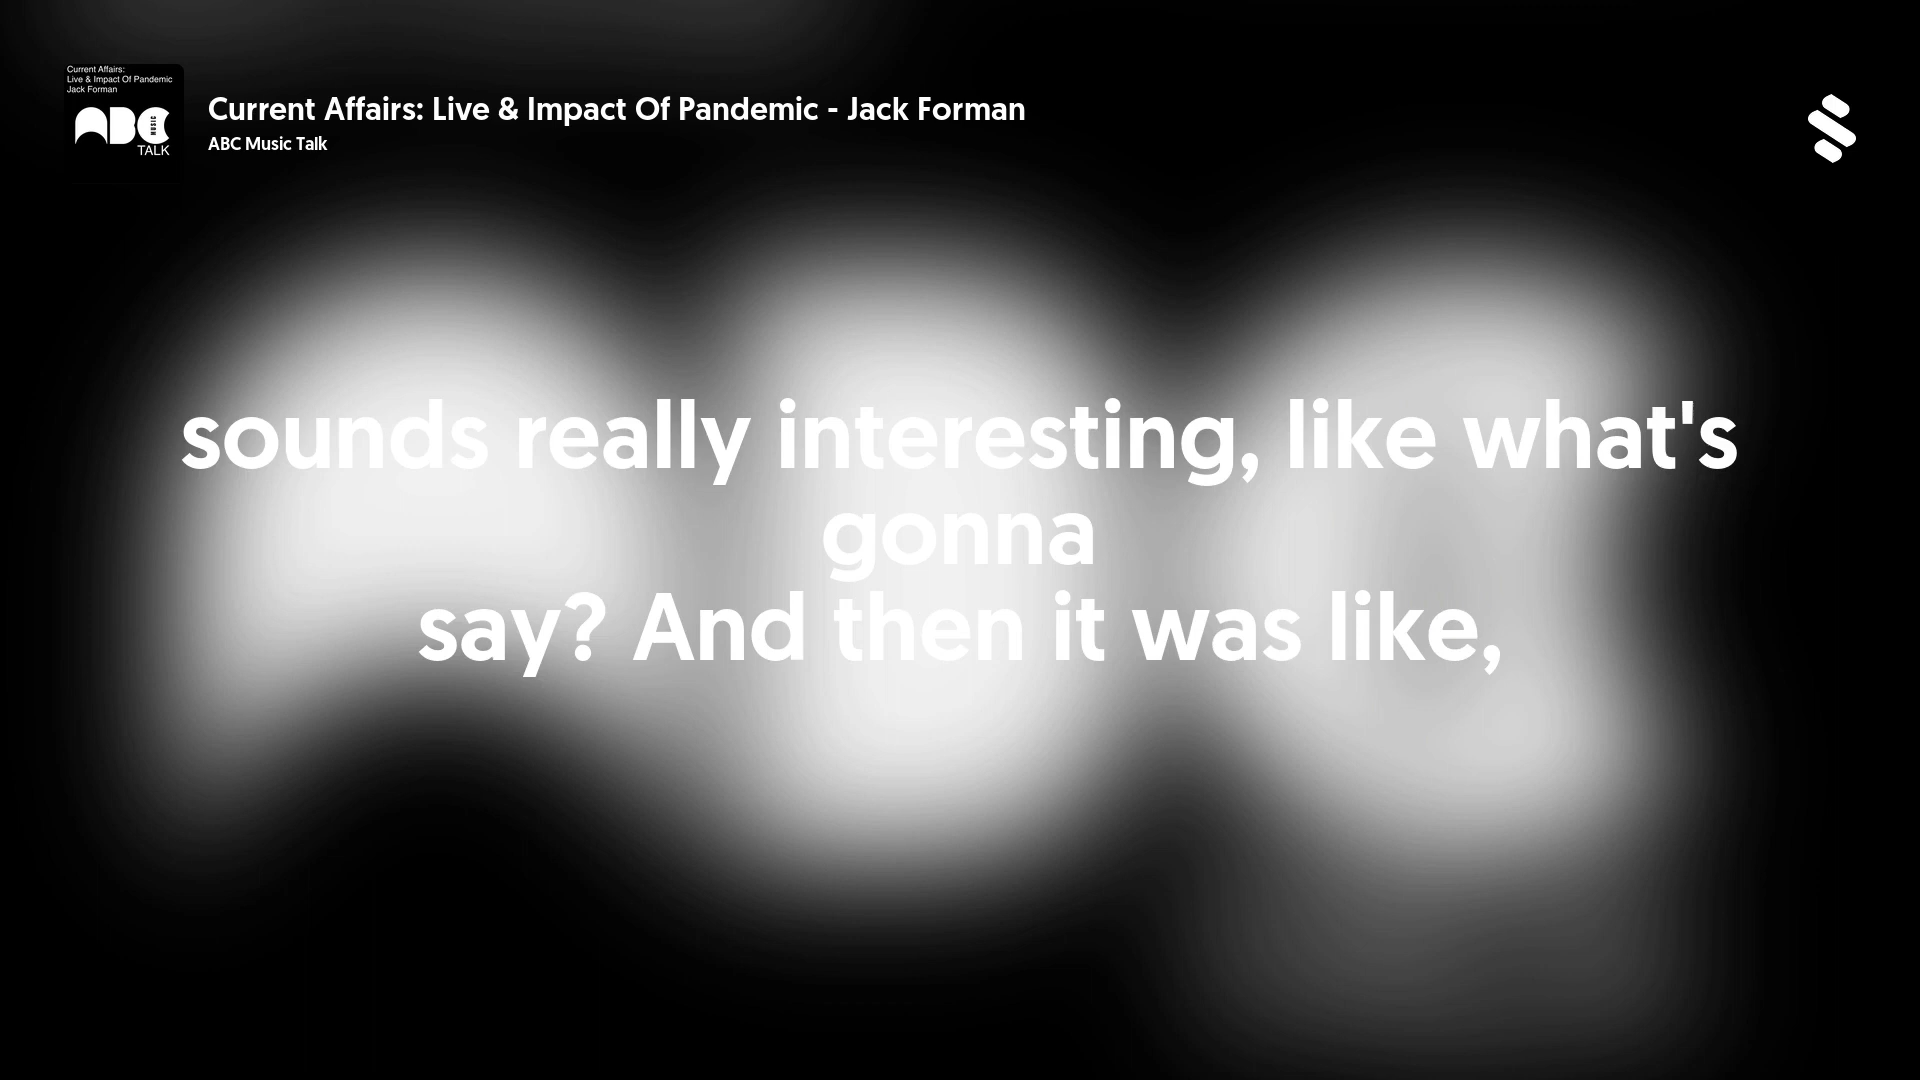 Current Affairs:
Live & Impact Of Pandemic
Jack Forman
ABC
MUSIC
TALK
Current Affairs: Live & Impact Of Pandemic - Jack Forman
ABC Music Talk
sounds really interesting, like what's
gonna
say? And then it was like,